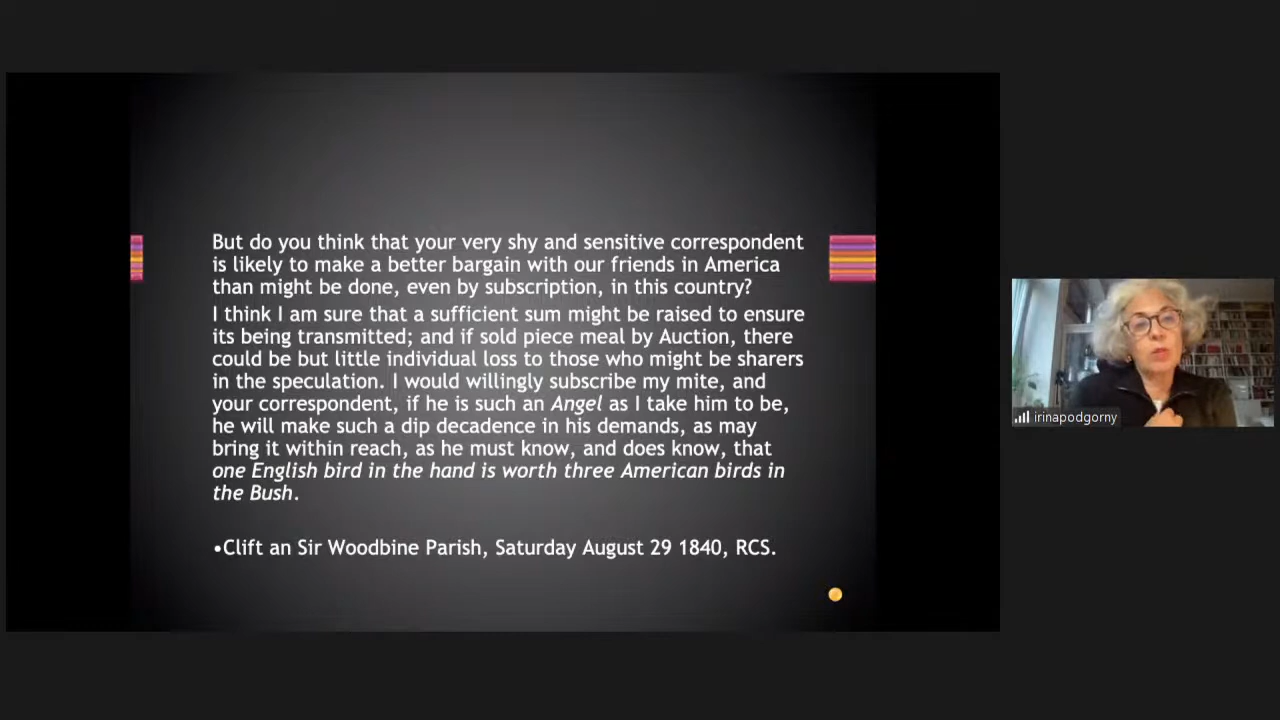 But do you think that your very shy and sensitive correspondent
is likely to make a better bargain with our friends in America
than might be done, even by subscription, in this country?
I think I am sure that a sufficient sum might be raised to ensure
its being transmitted; and if sold piece meal by Auction, there
could be but little individual loss to those who might be sharers
in the speculation. I would willingly subscribe my mite, and
your correspondent, if he is such an Angel as I take him to be,
he will make such a dip decadence in his demands, as may
bring it within reach, as he must know, and does know, that
one English bird in the hand is worth three American birds in
the Bush.
•Clift an Sir Woodbine Parish, Saturday August 29 1840, RCS.
irinapodgorny